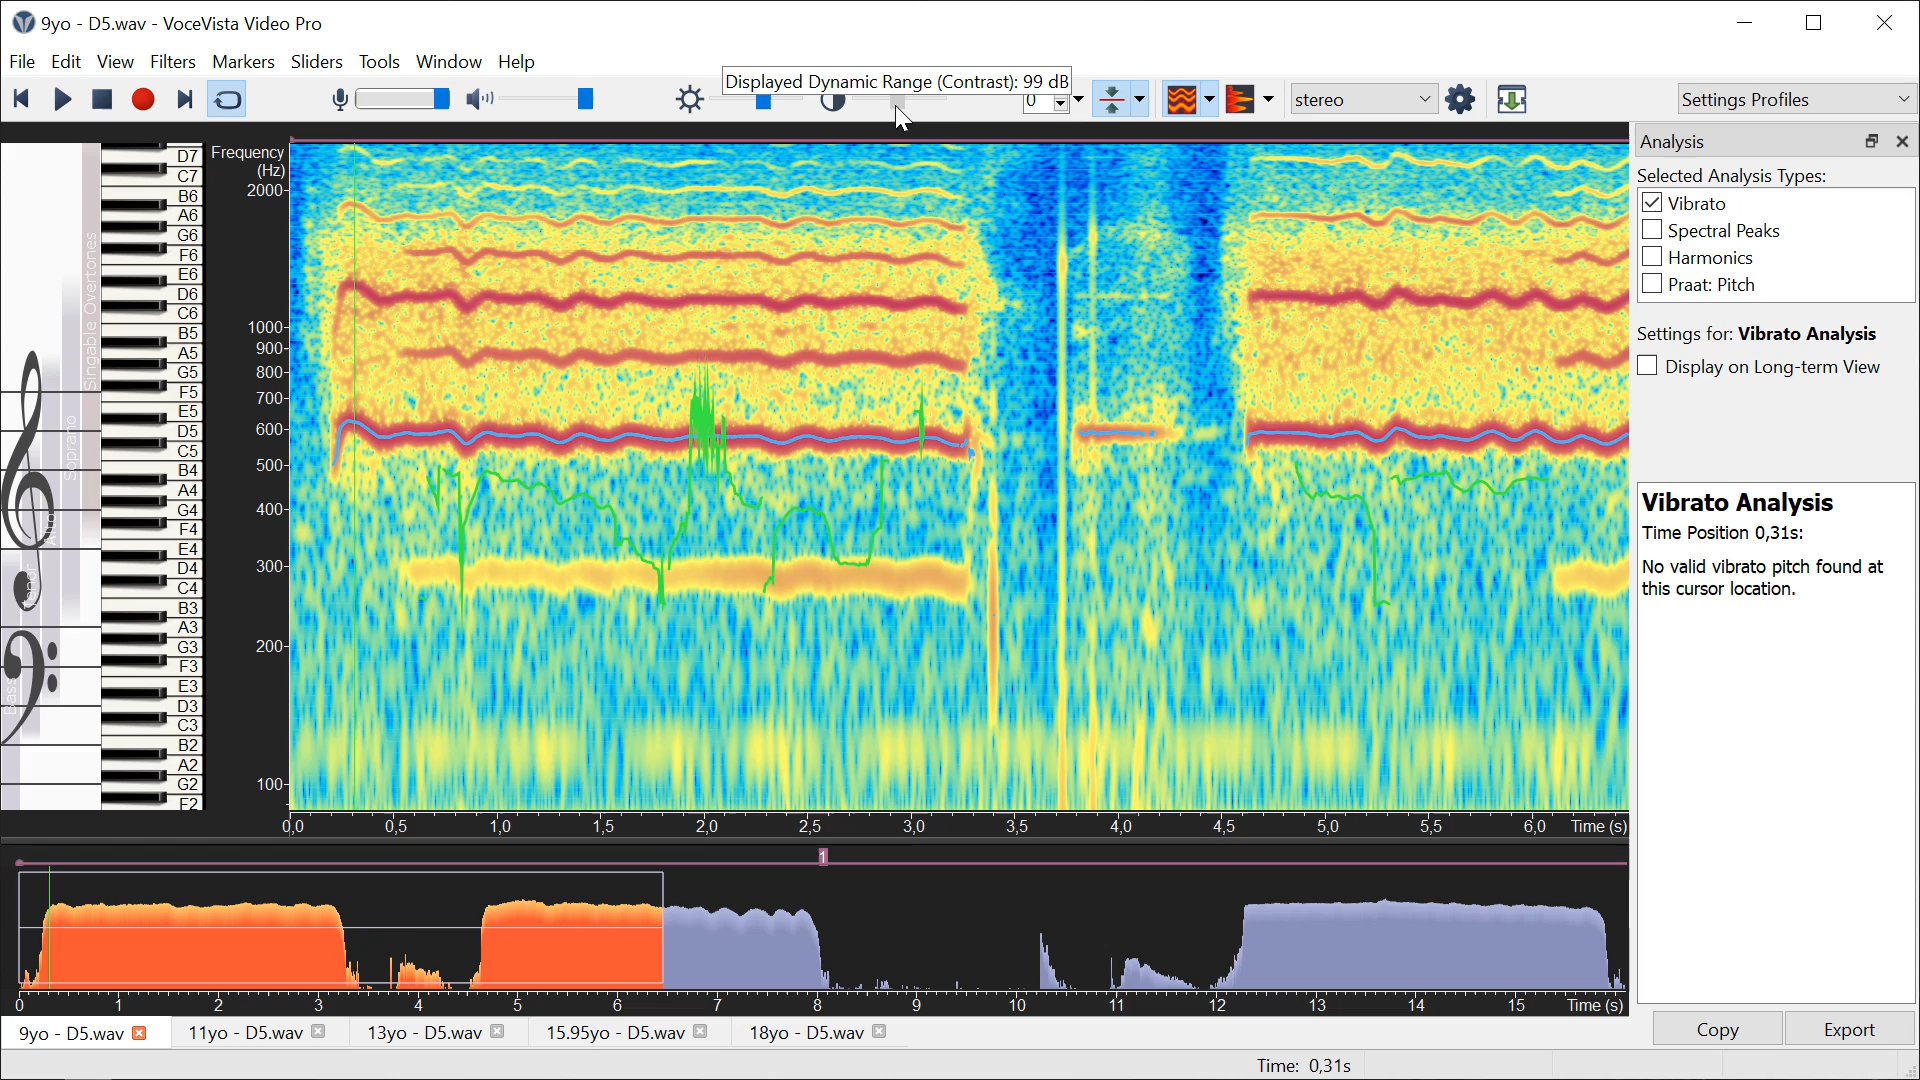 9yo - D5.wav - VoceVista Video Pro
File Edit View Filters Markers Sliders Tools Window Help
Displayed Dynamic Range (Contrast): 99 dB
0
stereo
Settings Profiles
Analysis
Selected Analysis Types:
Vibrato
Spectral Peaks
Harmonics
Praat: Pitch
Settings for: Vibrato Analysis
Display on Long-term View
Vibrato Analysis
Time Position 0,31s:
No valid vibrato pitch found at
this cursor location.
Copy Export
Singable Overtones
Soprano
Alto
Tenor
Bass
D7
C7
B6
A6
G6
F6
E6
D6
C6
B5
A5
G5
F5
E5
D5
C5
B4
A4
G4
F4
E4
D4
C4
B3
A3
G3
F3
E3
D3
C3
B2
A2
G2
F2
Frequency
(Hz)
2000
1000
900
800
700
600
500
400
300
200
100
0,0 0,5 1,0 1,5 2,0 2,5 3,0 3,5 4,0 4,5 5,0 5,5 6,0 Time (s)
1
0 1 2 3 4 5 6 7 8 9 10 11 12 13 14 15 Time (s)
9yo - D5.wav 11yo - D5.wav 13yo - D5.wav 15.95yo - D5.wav 18yo - D5.wav
Time: 0,31s